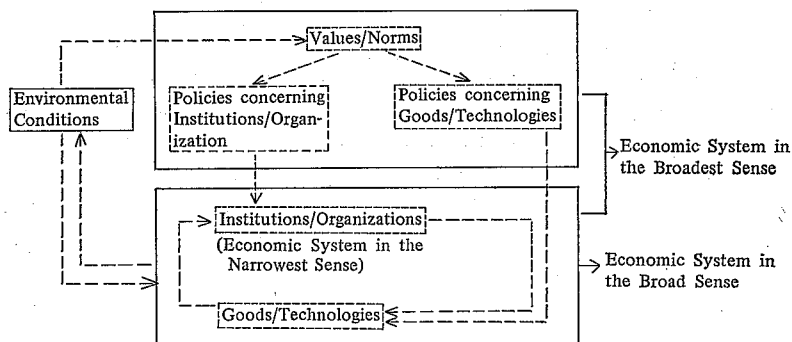 Values/Norms
Environmental
Conditions
Policies concerning
Institutions/Organ-
ization
Policies concerning
Goods/Technologies
Economic System in
the Broadest Sense
Institutions/Organizations
(Economic System in the
Narrowest Sense)
Economic System in
the Broad Sense
Goods/Technologies